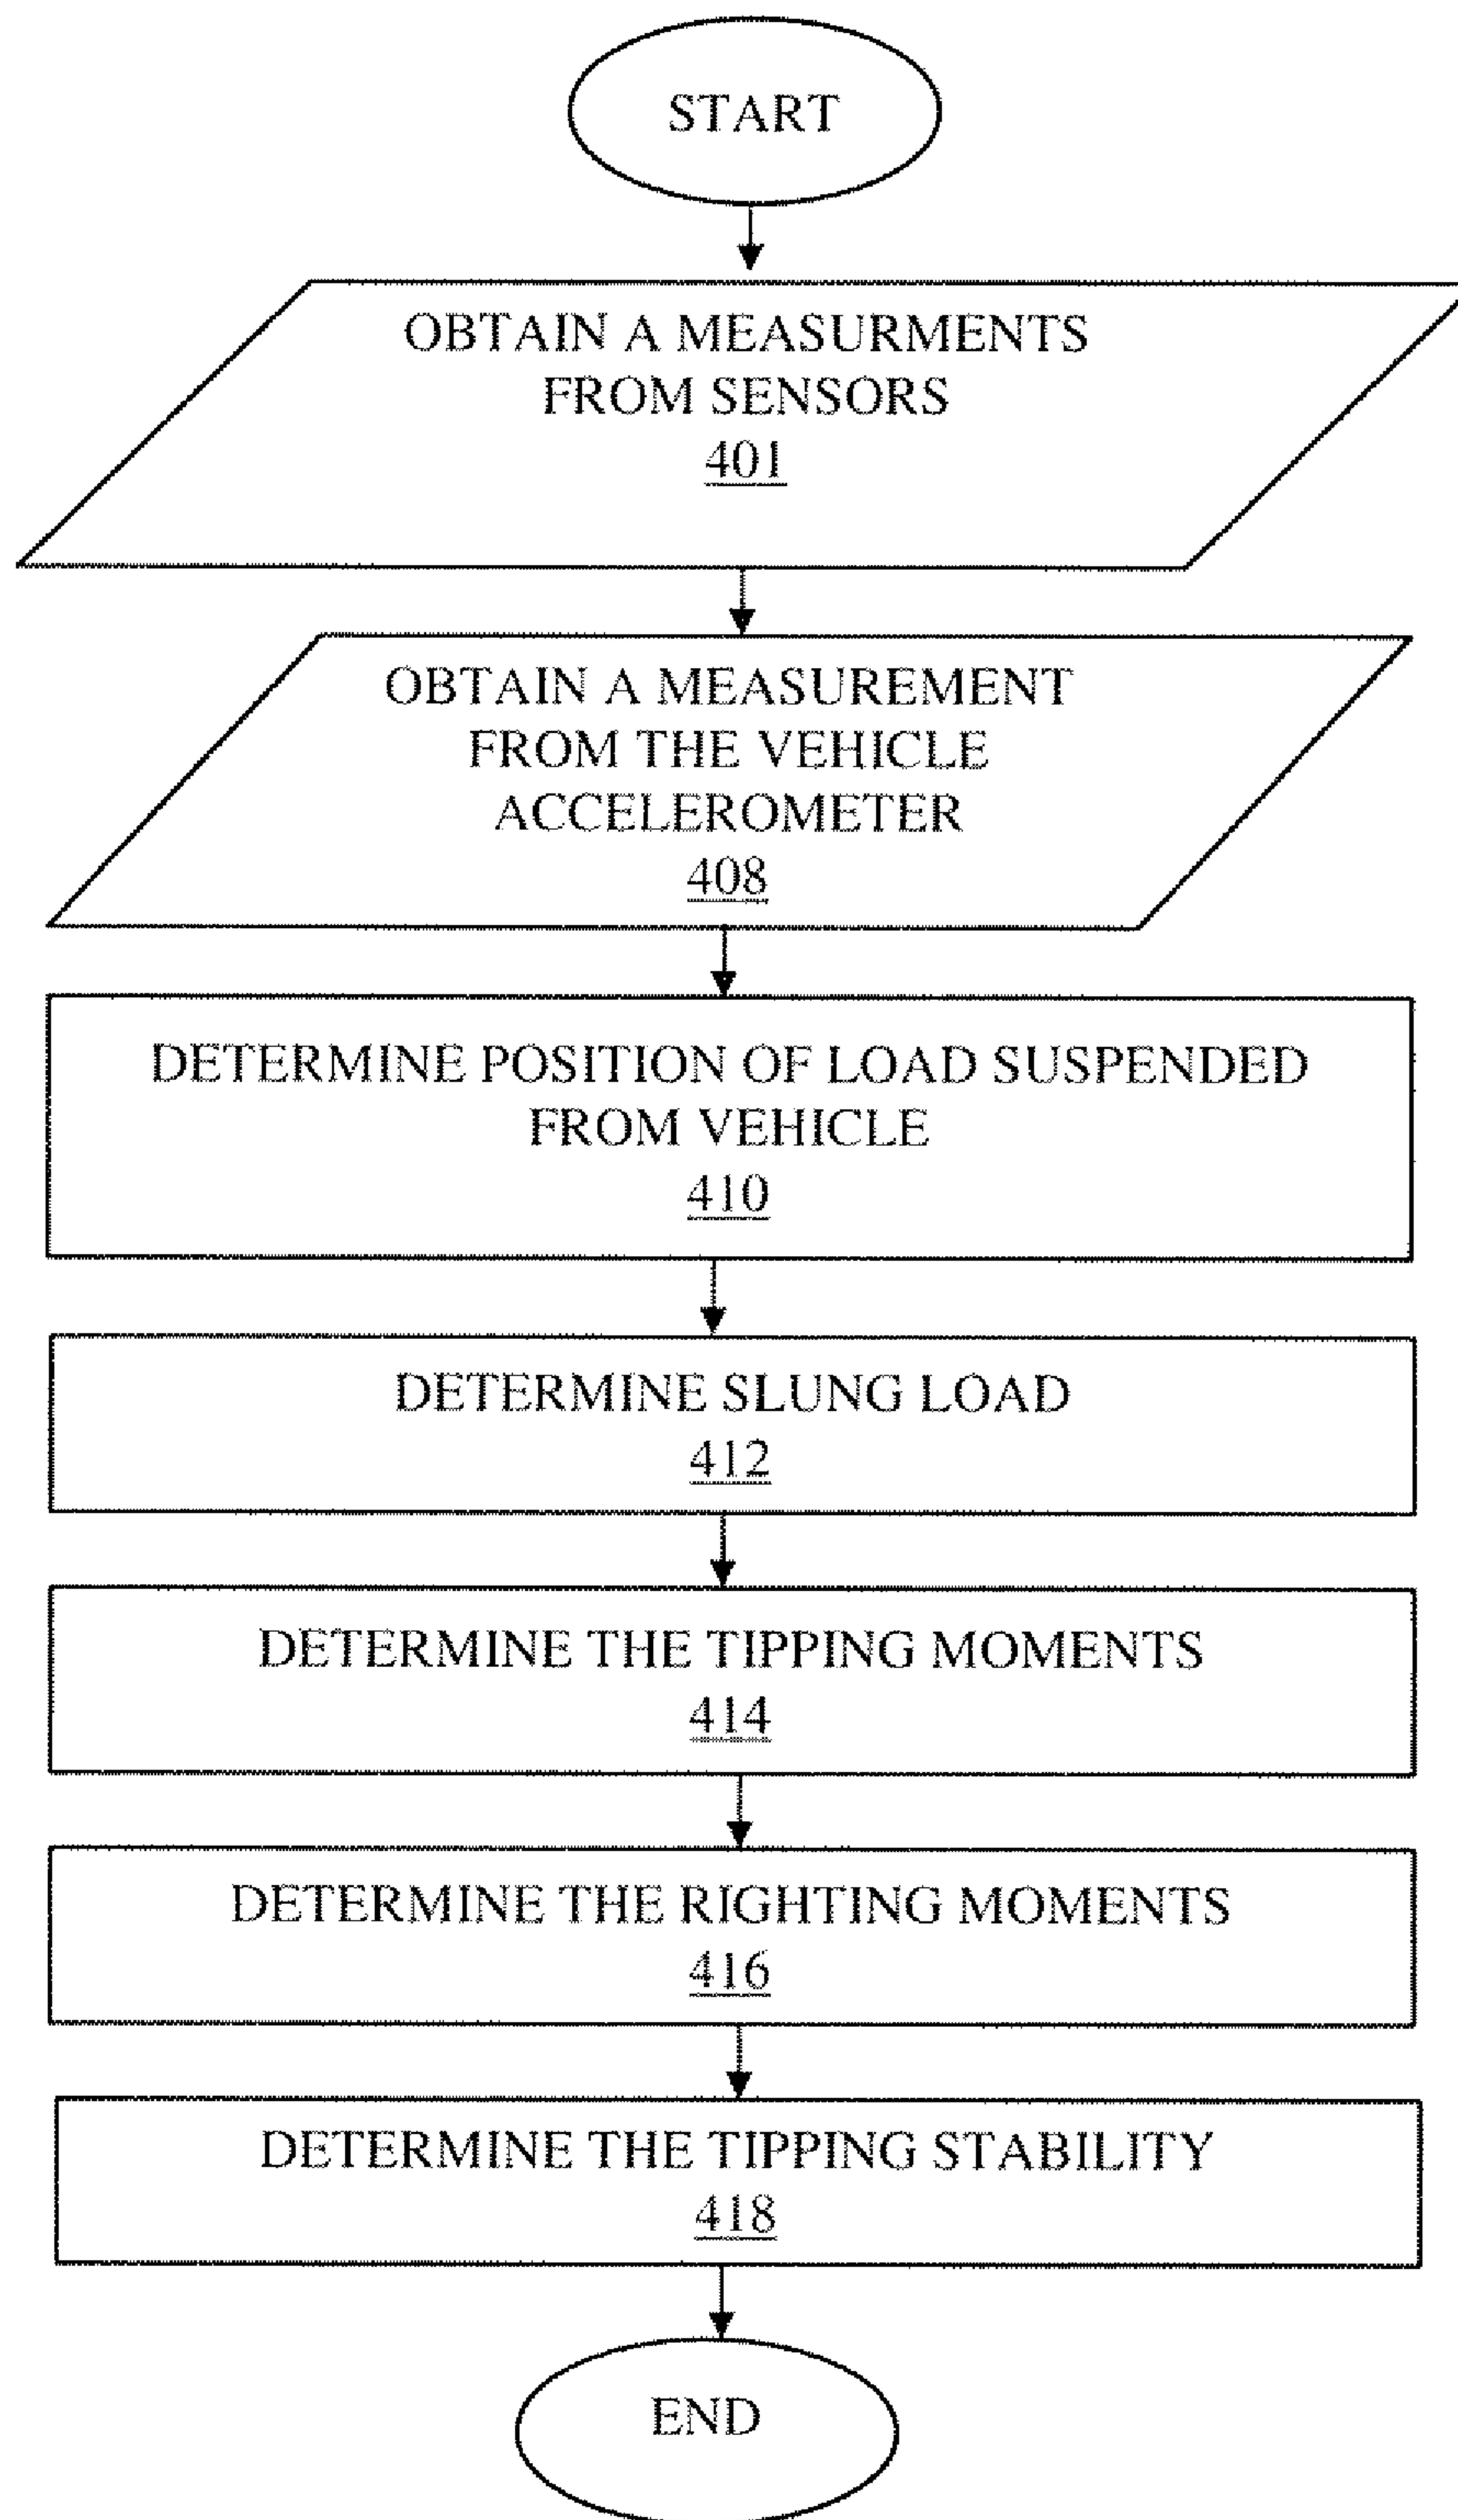 START
OBTAIN A MEASURMENTS
FROM SENSORS
401
OBTAIN A MEASUREMENT
FROM THE VEHICLE
ACCELEROMETER
408
DETERMINE POSITION OF LOAD SUSPENDED
FROM VEHICLE
410
DETERMINE SLUNG LOAD
412
DETERMINE THE TIPPING MOMENTS
414
DETERMINE THE RIGHTING MOMENTS
416
DETERMINE THE TIPPING STABILITY
418
END